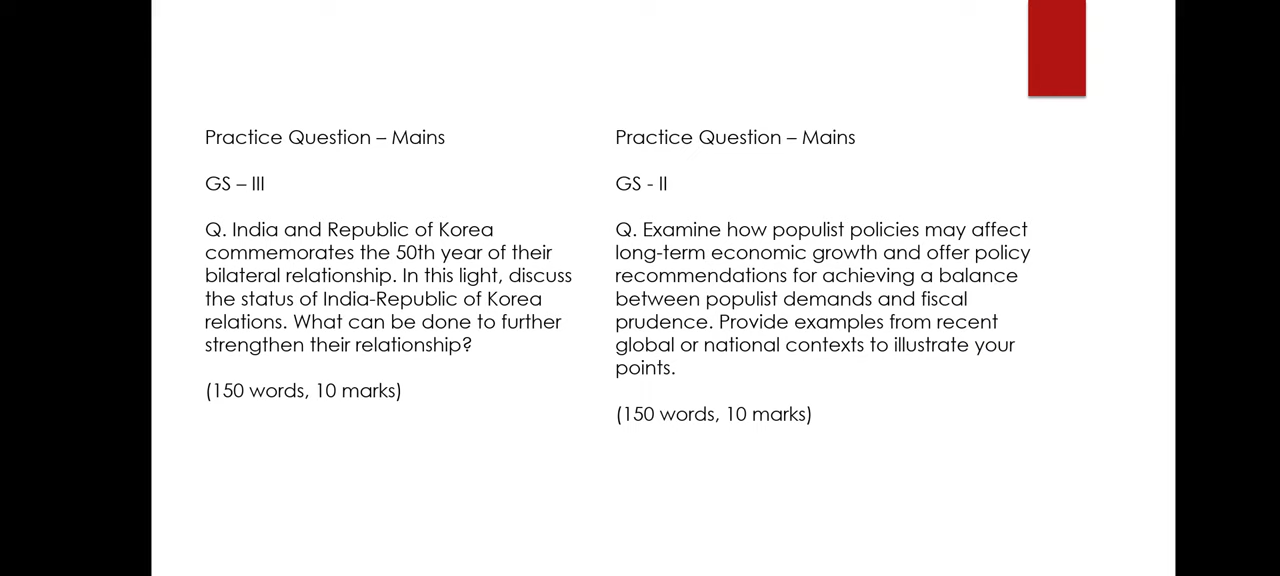 Practice Question – Mains
GS – III
Q. India and Republic of Korea
commemorates the 50th year of their
bilateral relationship. In this light, discuss
the status of India-Republic of Korea
relations. What can be done to further
strengthen their relationship?
(150 words, 10 marks)
Practice Question – Mains
GS - II
Q. Examine how populist policies may affect
long-term economic growth and offer policy
recommendations for achieving a balance
between populist demands and fiscal
prudence. Provide examples from recent
global or national contexts to illustrate your
points.
(150 words, 10 marks)